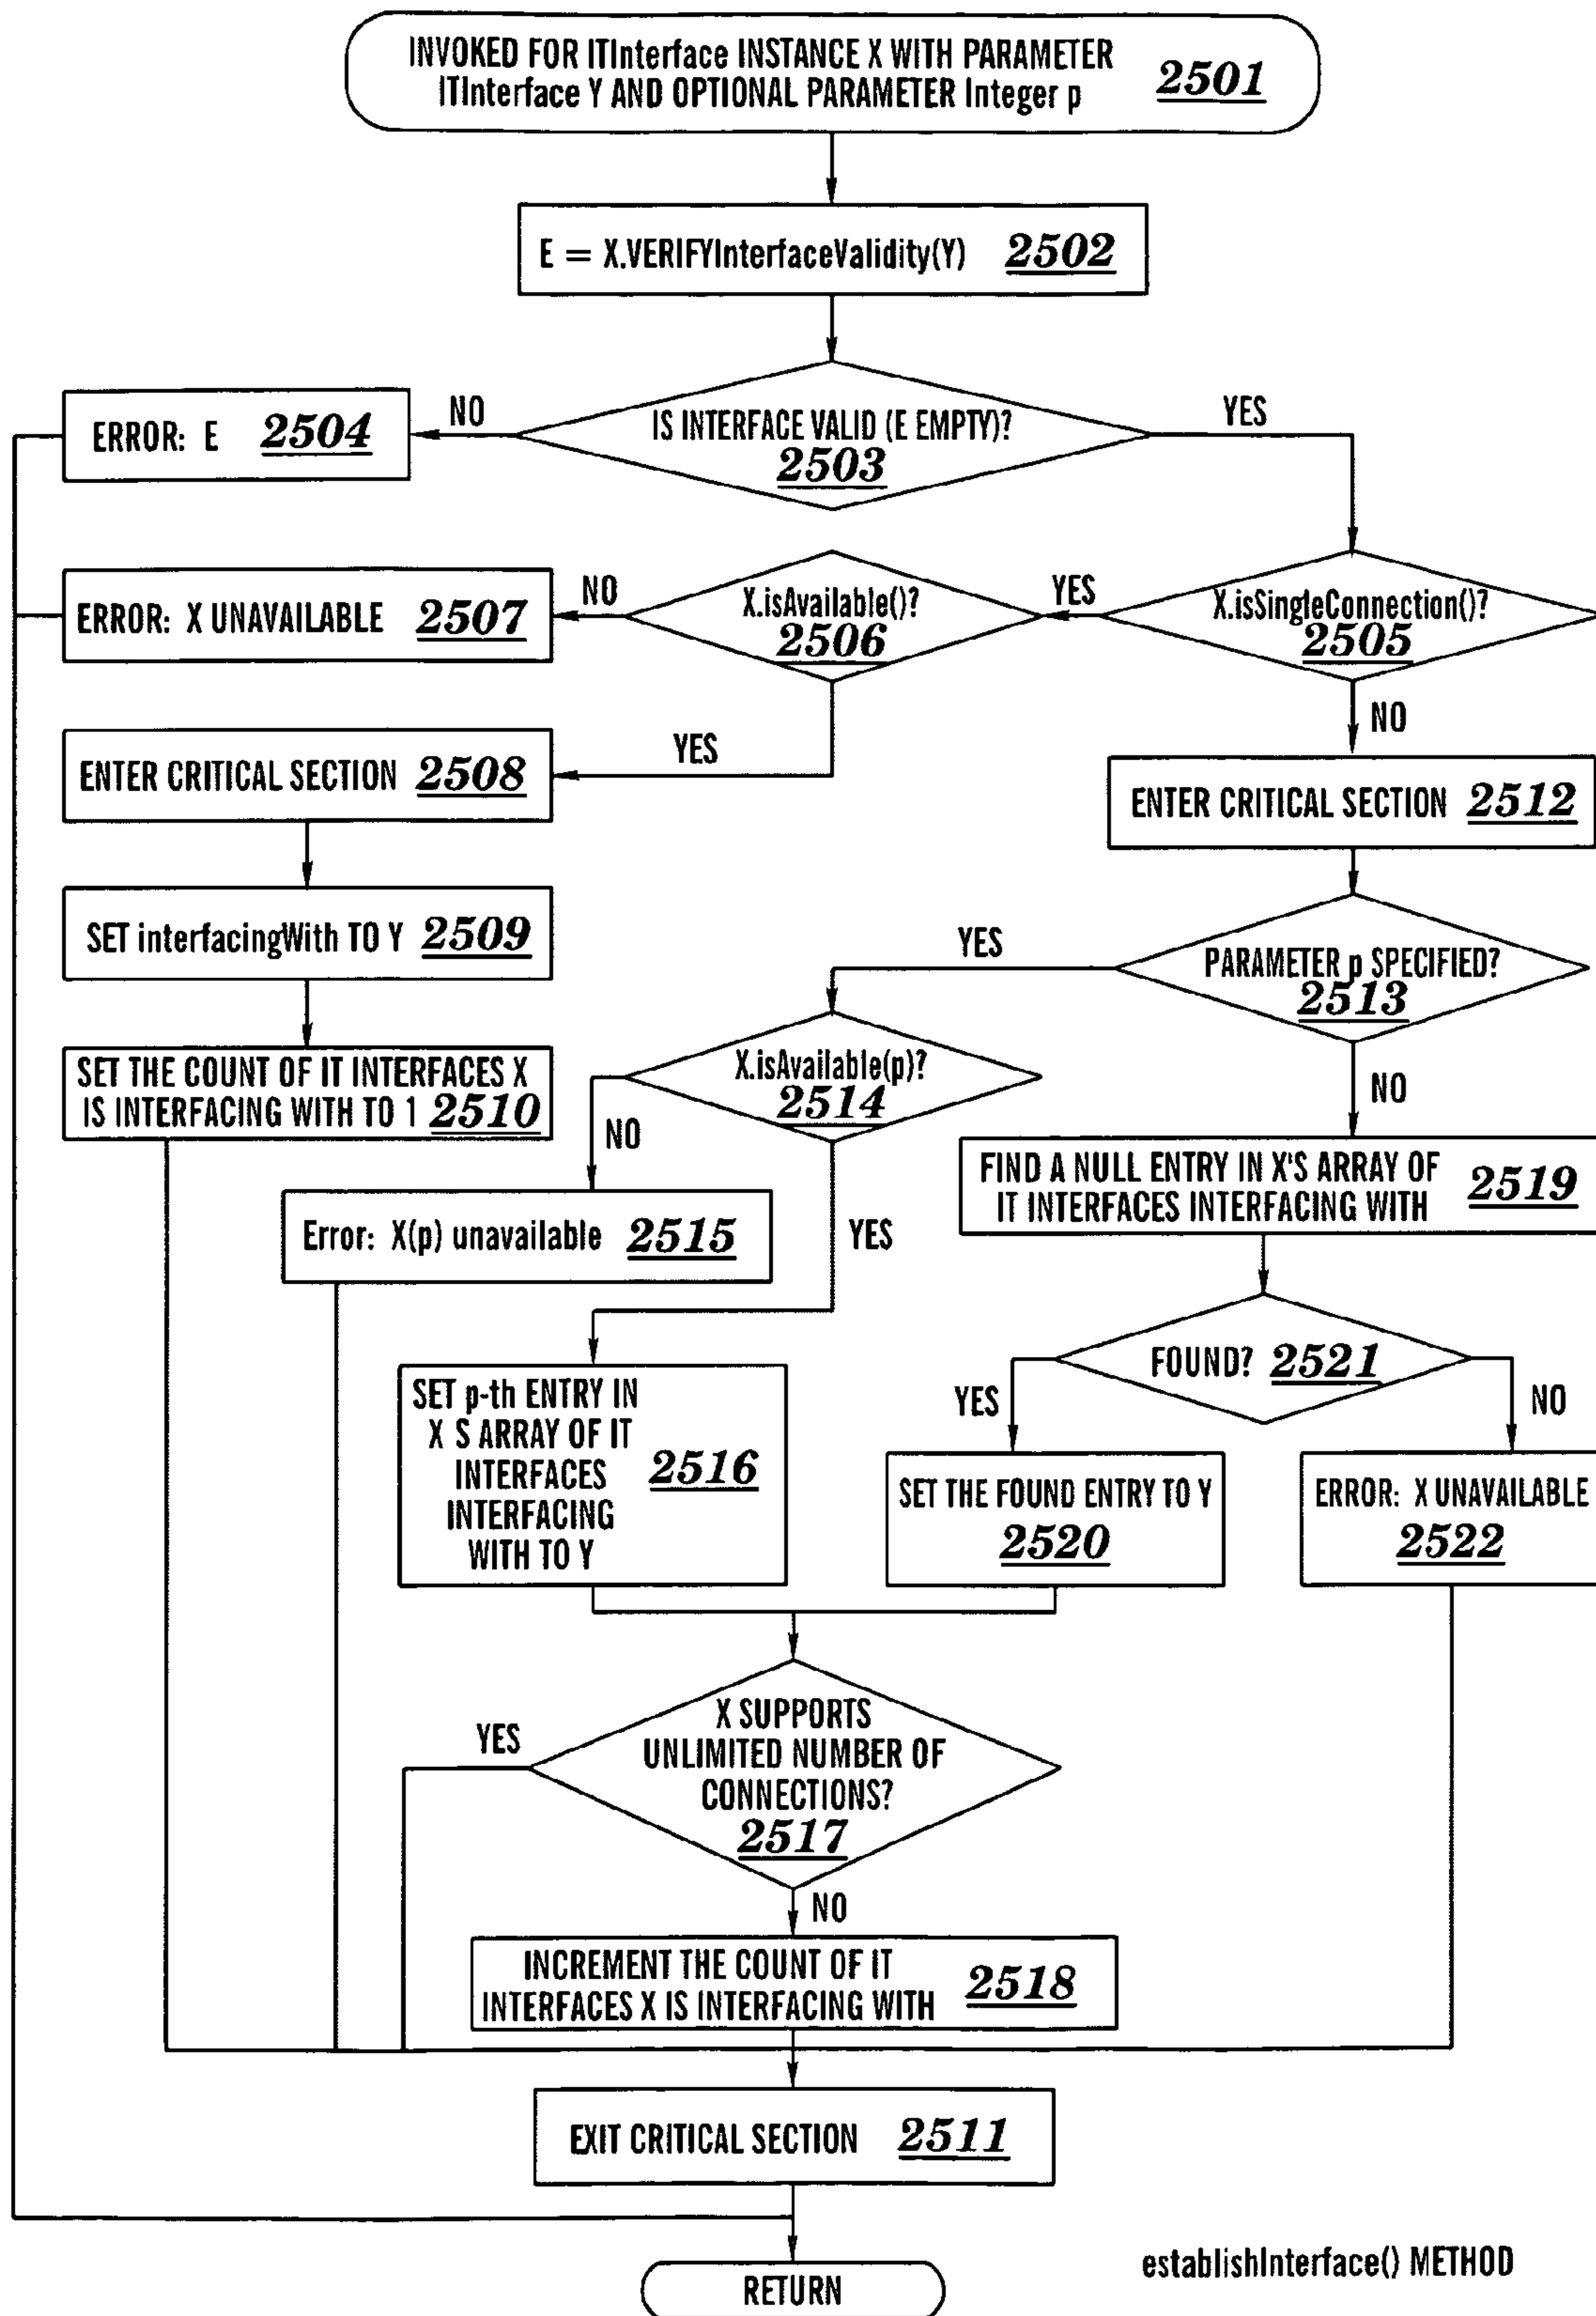 INVOKED FOR ITInterface INSTANCE X WITH PARAMETER
ITInterface Y AND OPTIONAL PARAMETER Integer p 2501
E = X.VERIFYInterfaceValidity(Y) 2502
IS INTERFACE VALID (E EMPTY)?
2503
NO
YES
ERROR: E 2504
X.isSingleConnection()?
2505
YES
NO
X.isAvailable()?
2506
NO
YES
ERROR: X UNAVAILABLE 2507
ENTER CRITICAL SECTION 2508
SET interfacingWith TO Y 2509
SET THE COUNT OF IT INTERFACES X
IS INTERFACING WITH TO 1 2510
ENTER CRITICAL SECTION 2512
PARAMETER p SPECIFIED?
2513
YES
NO
X.isAvailable(p)?
2514
NO
YES
Error: X(p) unavailable 2515
SET p-th ENTRY IN
X S ARRAY OF IT
INTERFACES 2516
INTERFACING
WITH TO Y
FIND A NULL ENTRY IN X'S ARRAY OF
IT INTERFACES INTERFACING WITH 2519
FOUND? 2521
YES
NO
SET THE FOUND ENTRY TO Y
2520
ERROR: X UNAVAILABLE
2522
X SUPPORTS
UNLIMITED NUMBER OF
CONNECTIONS?
2517
YES
NO
INCREMENT THE COUNT OF IT
INTERFACES X IS INTERFACING WITH 2518
EXIT CRITICAL SECTION 2511
RETURN
establishInterface() METHOD